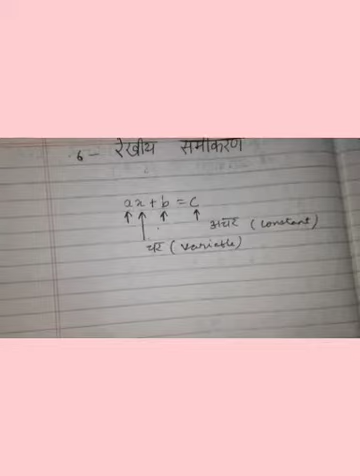 6- रेखीय समीकरण
ax + b = c
अचर (constant)
चर (variable)